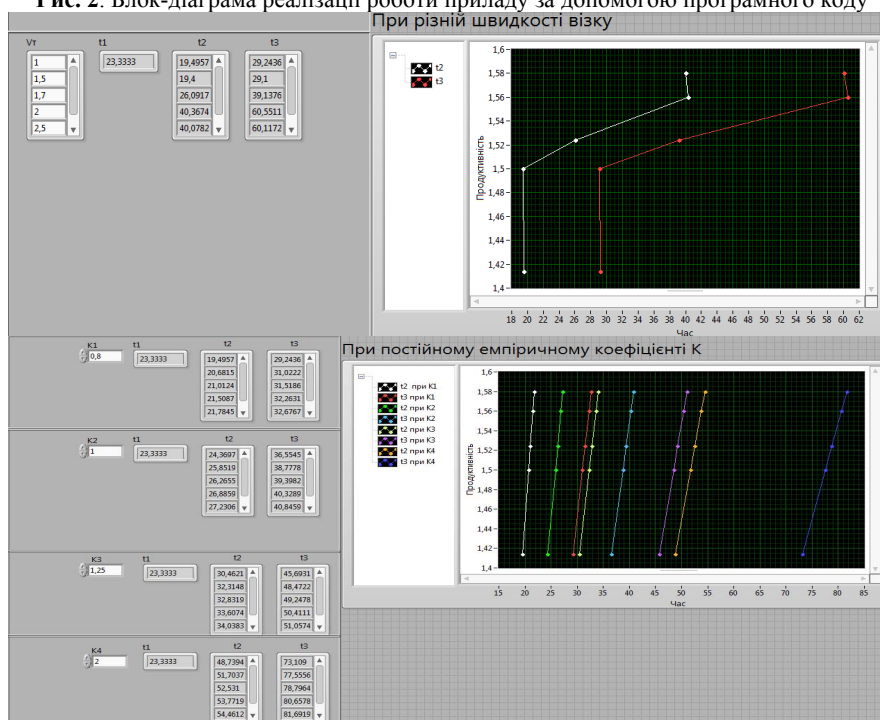 Рис. 2. Блок-діаграма реалізації роботи приладу за допомогою програмного коду
При різній швидкості візку
Vт t1 t2 t3
1 23,3333 19,4957 29,2436
1,5 19,4 29,1
1,7 26,0917 39,1376
2 40,3674 60,5511
2,5 40,0782 60,1172
t2
t3
Продуктивність
1,6
1,58
1,56
1,54
1,52
1,5
1,48
1,46
1,44
1,42
1,4
18 20 22 24 26 28 30 32 34 36 38 40 42 44 46 48 50 52 54 56 58 60 62
Час
K1 t1 t2 t3
0,8 23,3333 19,4957 29,2436
20,6815 31,0222
21,0124 31,5186
21,5087 32,2631
21,7845 32,6767
K2 t1 t2 t3
1 23,3333 24,3697 36,5545
25,8519 38,7778
26,2655 39,3982
26,8859 40,3289
27,2306 40,8459
K3 t1 t2 t3
1,25 23,3333 30,4621 45,6931
32,3148 48,4722
32,8319 49,2478
33,6074 50,4111
34,0383 51,0574
K4 t1 t2 t3
2 23,3333 48,7394 73,109
51,7037 77,5556
52,531 78,7964
53,7719 80,6578
54,4612 81,6919
При постійному емпіричному коефіцієнті К
t2 при K1
t3 при K1
t2 при K2
t3 при K2
t2 при K3
t3 при K3
t2 при K4
t3 при K4
Продуктивність
1,6
1,58
1,56
1,54
1,52
1,5
1,48
1,46
1,44
1,42
1,4
15 20 25 30 35 40 45 50 55 60 65 70 75 80 85
Час